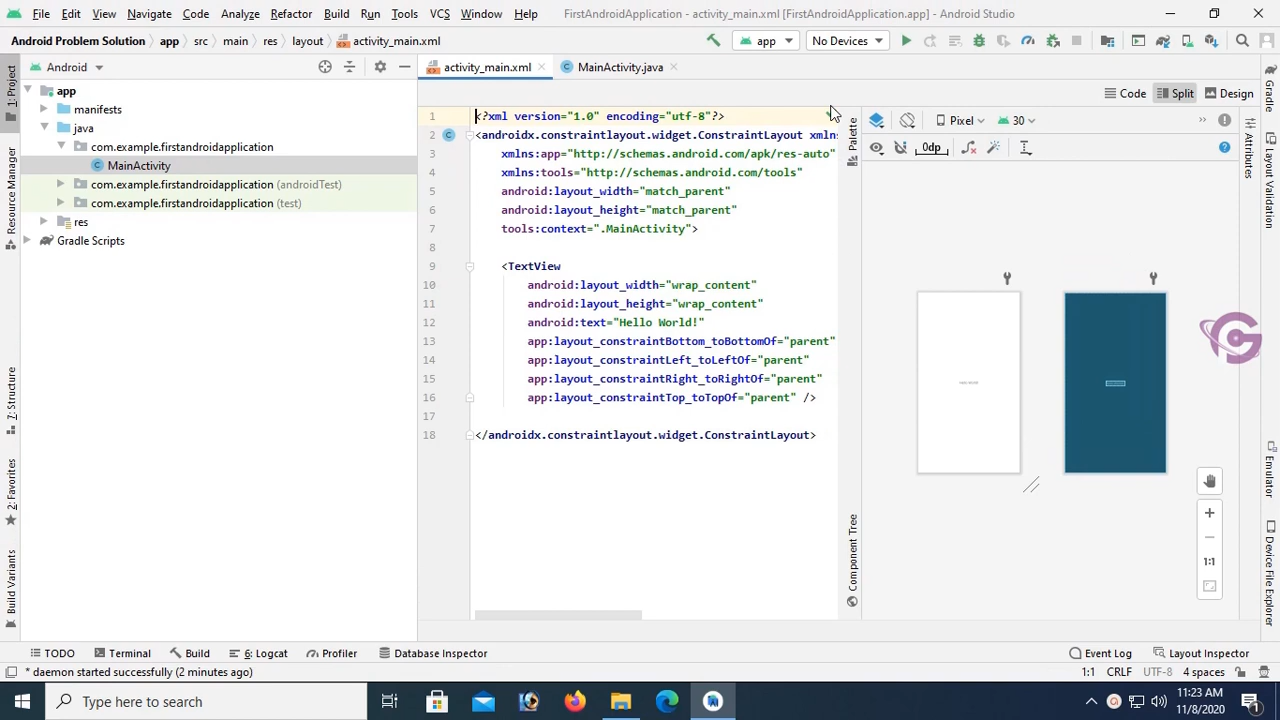 File Edit View Navigate Code Analyze Refactor Build Run Tools VCS Window Help FirstAndroidApplication - activity_main.xml [FirstAndroidApplication.app] - Android Studio
Android Problem Solution app src main res layout activity_main.xml app No Devices
Android activity_main.xml MainActivity.java
Code Split Design
app
manifests
java
com.example.firstandroidapplication
MainActivity
com.example.firstandroidapplication (androidTest)
com.example.firstandroidapplication (test)
res
Gradle Scripts
1: Project
Resource Manager
7: Structure
2: Favorites
Build Variants
1 <?xml version="1.0" encoding="utf-8"?>
2 <androidx.constraintlayout.widget.ConstraintLayout xmlns
3 xmlns:app="http://schemas.android.com/apk/res-auto"
4 xmlns:tools="http://schemas.android.com/tools"
5 android:layout_width="match_parent"
6 android:layout_height="match_parent"
7 tools:context=".MainActivity">
8
9 <TextView
10 android:layout_width="wrap_content"
11 android:layout_height="wrap_content"
12 android:text="Hello World!"
13 app:layout_constraintBottom_toBottomOf="parent"
14 app:layout_constraintLeft_toLeftOf="parent"
15 app:layout_constraintRight_toRightOf="parent"
16 app:layout_constraintTop_toTopOf="parent" />
17
18 </androidx.constraintlayout.widget.ConstraintLayout>
Palette
Component Tree
Pixel 30
0dp
1:1
Attributes
Gradle
Layout Validation
Emulator
Device File Explorer
TODO Terminal Build 6: Logcat Profiler Database Inspector Event Log Layout Inspector
* daemon started successfully (2 minutes ago) 1:1 CRLF UTF-8 4 spaces
Type here to search
11:23 AM
11/8/2020
1